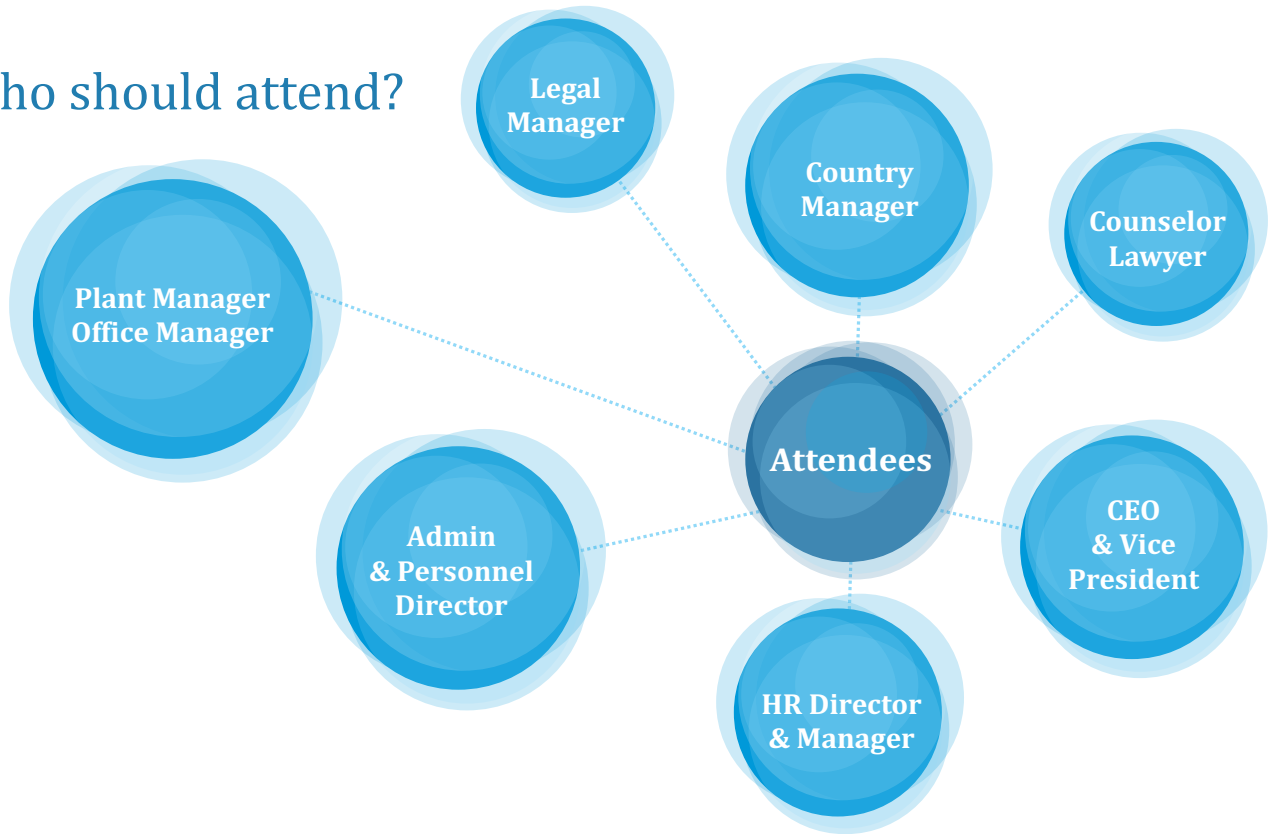 ho should attend?
Legal
Manager
Country
Manager
Counselor
Lawyer
Plant Manager
Office Manager
Attendees
Admin
& Personnel
Director
CEO
& Vice
President
HR Director
& Manager